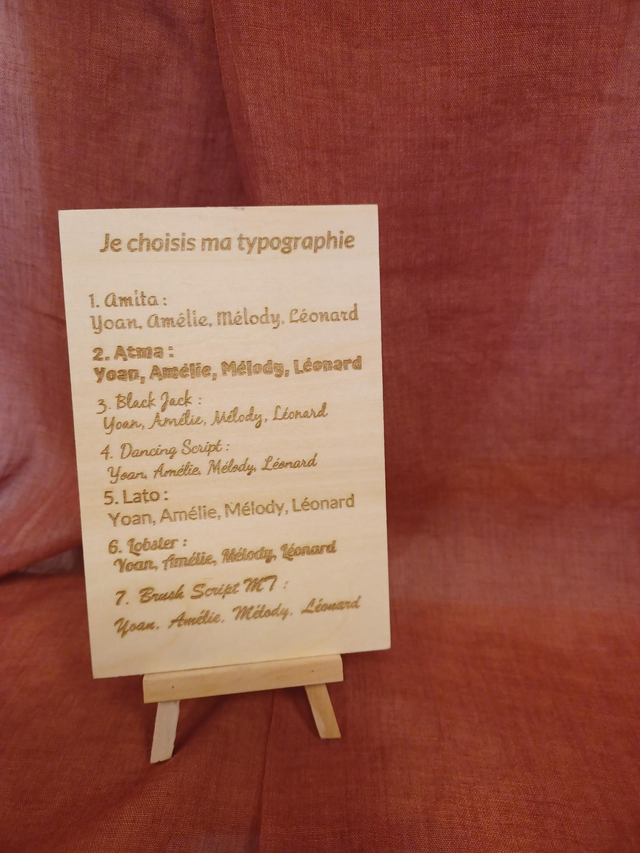 Je choisis ma typographie
1. Amita :
Yoan, Amélie, Mélody, Léonard
2. Atma :
Yoan, Amélie, Mélody, Léonard
3. Black Jack :
Yoan, Amélie, Mélody, Léonard
4. Dancing Script :
Yoan, Amélie, Mélody, Léonard
5. Lato :
Yoan, Amélie, Mélody, Léonard
6. Lobster :
Yoan, Amélie, Mélody, Léonard
7. Brush Script MT :
Yoan, Amélie, Mélody, Léonard